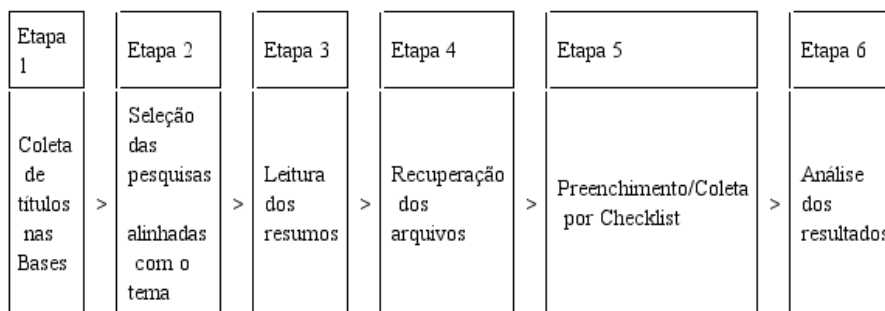 Etapa
1
Etapa 2
Etapa 3
Etapa 4
Etapa 5
Etapa 6
Coleta
de
títulos
nas
Bases
>
Seleção
das
pesquisas
alinhadas
com o
tema
>
Leitura
dos
resumos
>
Recuperação
dos
arquivos
>
Preenchimento/Coleta
por Checklist
>
Análise
dos
resultados